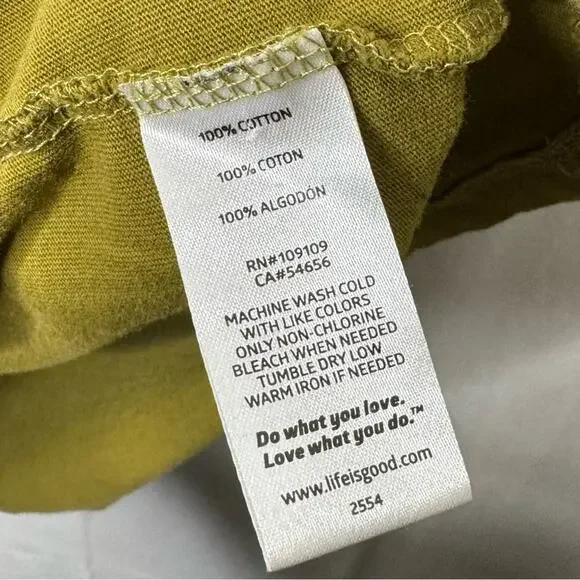 100% COTTON
100% COTON
100% ALGODÓN
RN#109109
CA#54656
MACHINE WASH COLD
WITH LIKE COLORS
ONLY NON-CHLORINE
BLEACH WHEN NEEDED
TUMBLE DRY LOW
WARM IRON IF NEEDED
Do what you love.
Love what you do.™
www.lifeisgood.com
2554